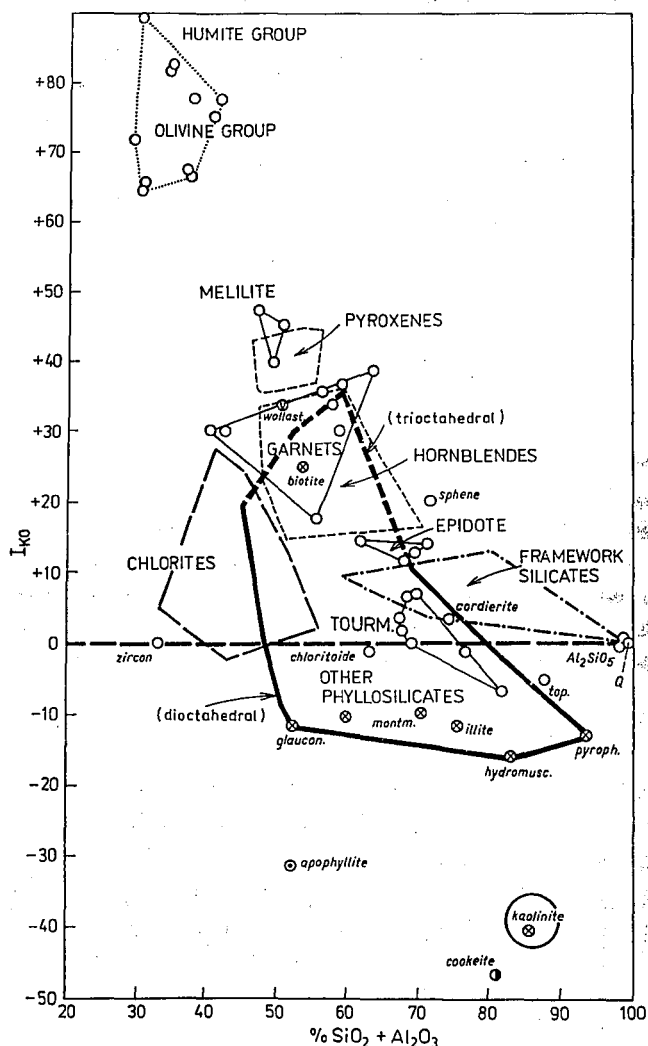 HUMITE GROUP
+80
OLIVINE GROUP
+70
+60
+50
MELILITE
PYROXENES
+40
wollast.
(trioctahedral)
+30
GARNETS
HORNBLENDES
biotite
+20
sphene
I_KO
EPIDOTE
CHLORITES
FRAMEWORK
SILICATES
+10
cordierite
TOURM.
0
zircon
chloritoide
Al₂SiO₅
Q
OTHER
PHYLLOSILICATES
top.
(dioctahedral)
-10
montm.
illite
glaucon.
pyroph.
hydromusc.
-20
-30
apophyllite
kaolinite
-40
cookeite
-50
20 30 40 50 60 70 80 90 100
% SiO₂ + Al₂O₃